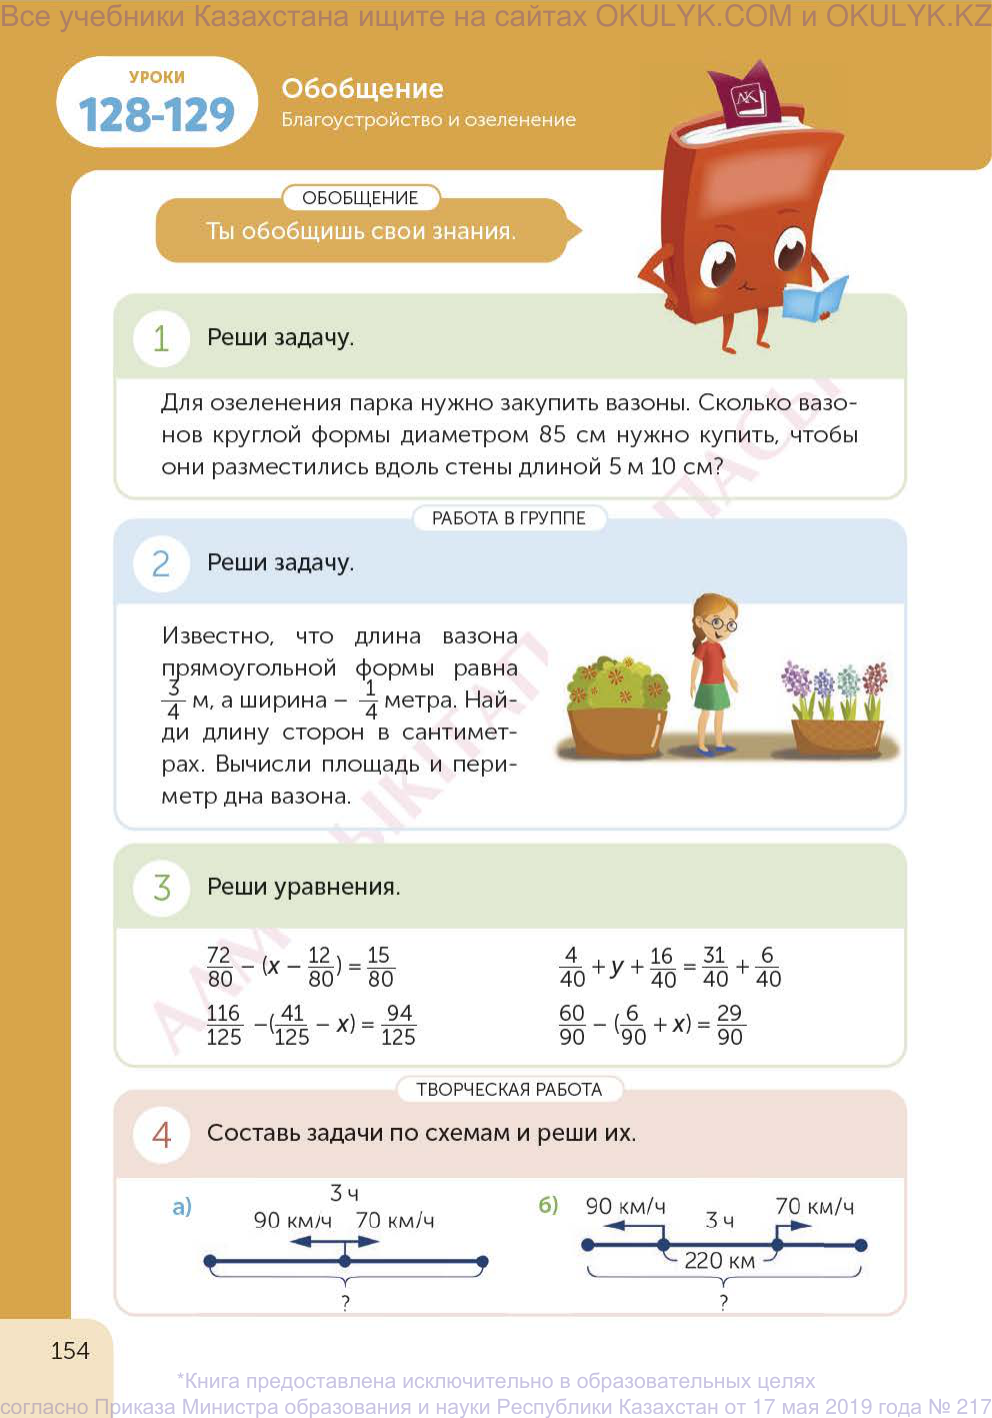 Все учебники Казахстана ищите на сайтах OKULYK.COM и OKULYK.KZ
УРОКИ
128-129
Обобщение
Благоустройство и озеленение
ОБОБЩЕНИЕ
Ты обобщишь свои знания.
1 Реши задачу.
Для озеленения парка нужно закупить вазоны. Сколько вазо-
нов круглой формы диаметром 85 см нужно купить, чтобы
они разместились вдоль стены длиной 5 м 10 см?
РАБОТА В ГРУППЕ
2 Реши задачу.
Известно, что длина вазона
прямоугольной формы равна
3/4 м, а ширина – 1/4 метра. Най-
ди длину сторон в сантимет-
рах. Вычисли площадь и пери-
метр дна вазона.
3 Реши уравнения.
72/80 – (x – 12/80) = 15/80
4/40 + y + 16/40 = 31/40 + 6/40
116/125 –(41/125 – x) = 94/125
60/90 – (6/90 + x) = 29/90
ТВОРЧЕСКАЯ РАБОТА
4 Составь задачи по схемам и реши их.
а)
3 ч
90 км/ч 70 км/ч
?
б)
90 км/ч 3 ч 70 км/ч
220 км
?
154
*Книга предоставлена исключительно в образовательных целях
согласно Приказа Министра образования и науки Республики Казахстан от 17 мая 2019 года № 217